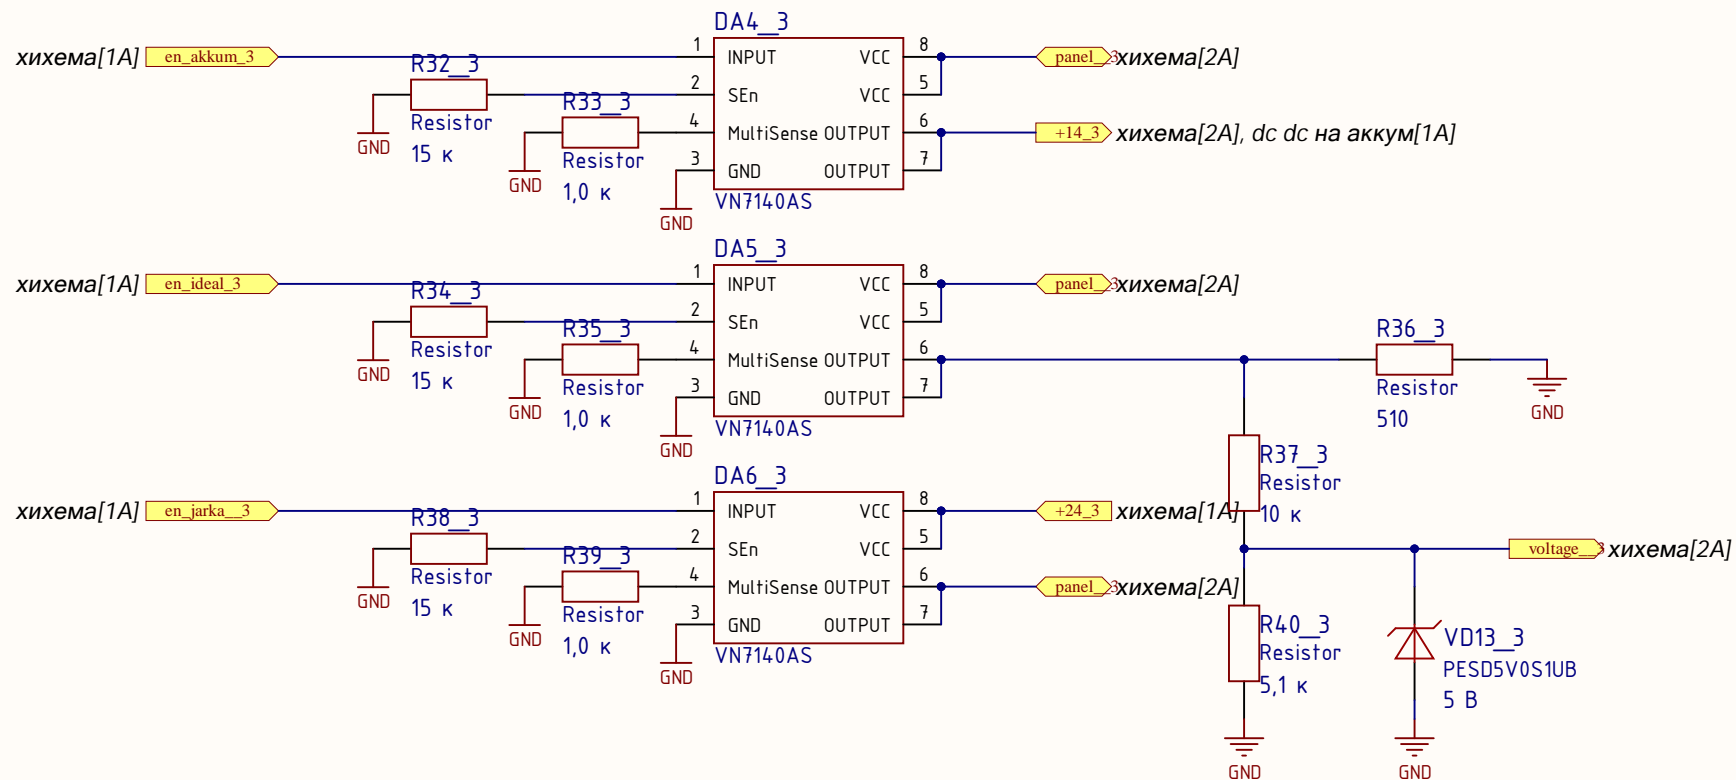 DA4_3
хихема[1A] en_akkum_3 1 INPUT VCC 8 panel_3 хихема[2A]
R32_3 2 SEn VCC 5
R33_3
Resistor 4 MultiSense OUTPUT 6 +14_3 хихема[2A], dc dc на аккум[1A]
GND 15 к Resistor 3 GND OUTPUT 7
GND 1,0 к
VN7140AS
GND
DA5_3
хихема[1A] en_ideal_3 1 INPUT VCC 8 panel_3 хихема[2A]
R34_3 2 SEn VCC 5
R35_3 R36_3
Resistor 4 MultiSense OUTPUT 6
GND 15 к Resistor 3 GND OUTPUT 7 Resistor
GND 1,0 к 510 GND
VN7140AS
GND
R37_3
DA6_3 Resistor
хихема[1A] en_jarka_3 1 INPUT VCC 8 +24_3 хихема[1A] 10 к
R38_3 2 SEn VCC 5 voltage_3 хихема[2A]
R39_3
Resistor 4 MultiSense OUTPUT 6 panel_3 хихема[2A]
GND 15 к Resistor 3 GND OUTPUT 7 R40_3 VD13_3
GND 1,0 к Resistor PESD5V0S1UB
VN7140AS 5,1 к 5 В
GND
GND GND